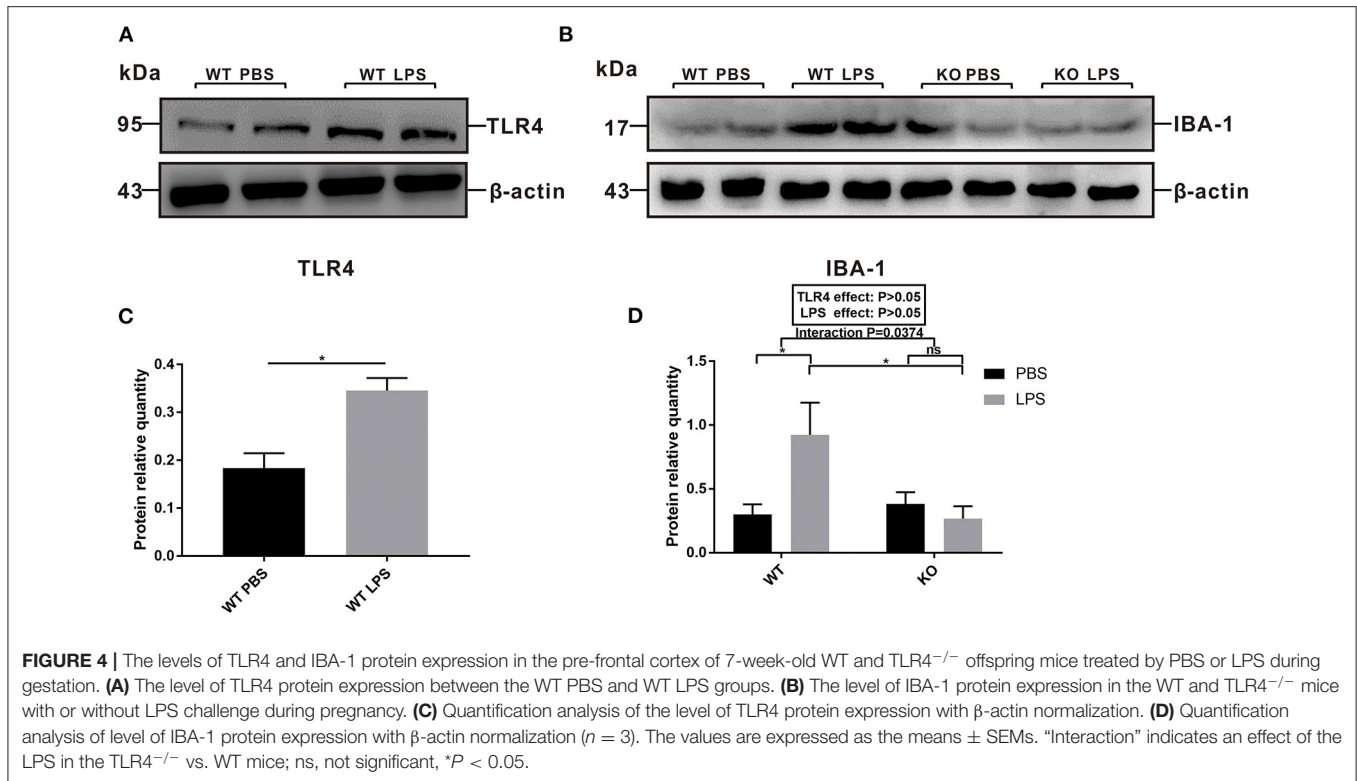 A
B
kDa
WT PBS
WT LPS
95
TLR4
43
β-actin
kDa
WT PBS
WT LPS
KO PBS
KO LPS
17
IBA-1
43
β-actin
TLR4
C
Protein relative quantity
0.4
0.3
0.2
0.1
0.0
*
WT PBS
WT LPS
IBA-1
D
TLR4 effect: P>0.05
LPS effect: P>0.05
Interaction P=0.0374
*
*
ns
Protein relative quantity
1.5
1.0
0.5
0.0
WT
KO
PBS
LPS
FIGURE 4 | The levels of TLR4 and IBA-1 protein expression in the pre-frontal cortex of 7-week-old WT and TLR4−/− offspring mice treated by PBS or LPS during
gestation. (A) The level of TLR4 protein expression between the WT PBS and WT LPS groups. (B) The level of IBA-1 protein expression in the WT and TLR4−/− mice
with or without LPS challenge during pregnancy. (C) Quantification analysis of the level of TLR4 protein expression with β-actin normalization. (D) Quantification
analysis of level of IBA-1 protein expression with β-actin normalization (n = 3). The values are expressed as the means ± SEMs. “Interaction” indicates an effect of the
LPS in the TLR4−/− vs. WT mice; ns, not significant, *P < 0.05.